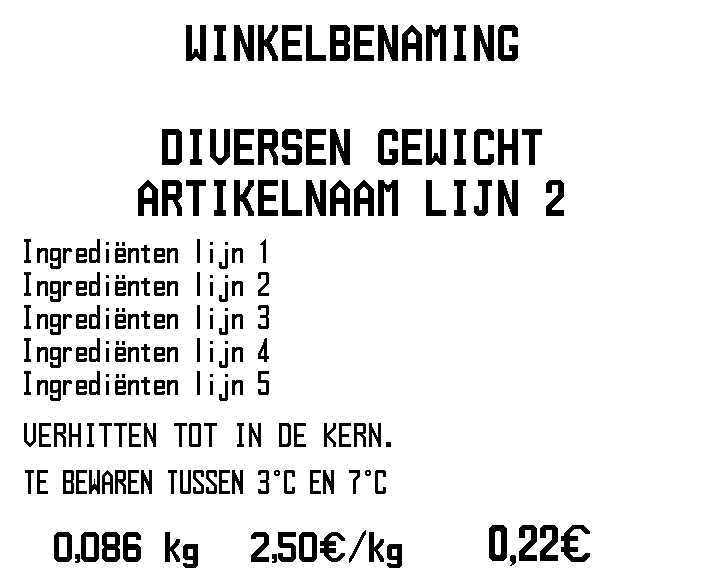 WINKELBENAMING
DIVERSEN GEWICHT
ARTIKELNAAM LIJN 2
Ingrediënten lijn 1
Ingrediënten lijn 2
Ingrediënten lijn 3
Ingrediënten lijn 4
Ingrediënten lijn 5
VERHITTEN TOT IN DE KERN.
TE BEWAREN TUSSEN 3°C EN 7°C
0,086 kg 2,50€/kg 0,22€